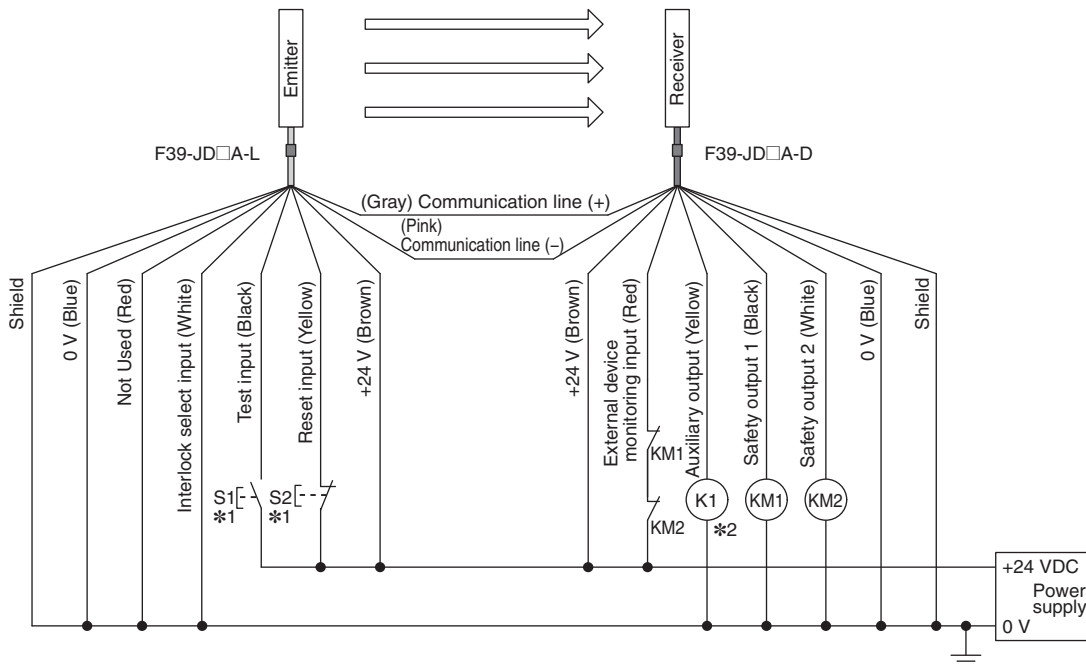 Emitter
Receiver
F39-JD□A-L
F39-JD□A-D
(Gray) Communication line (+)
(Pink)
Communication line (−)
Shield
0 V (Blue)
Not Used (Red)
Interlock select input (White)
Test input (Black)
Reset input (Yellow)
+24 V (Brown)
+24 V (Brown)
External device
monitoring input (Red)
Auxiliary output (Yellow)
Safety output 1 (Black)
Safety output 2 (White)
0 V (Blue)
Shield
S1
*1
S2
*1
KM1
KM2
K1
*2
KM1
KM2
+24 VDC
Power
supply
0 V